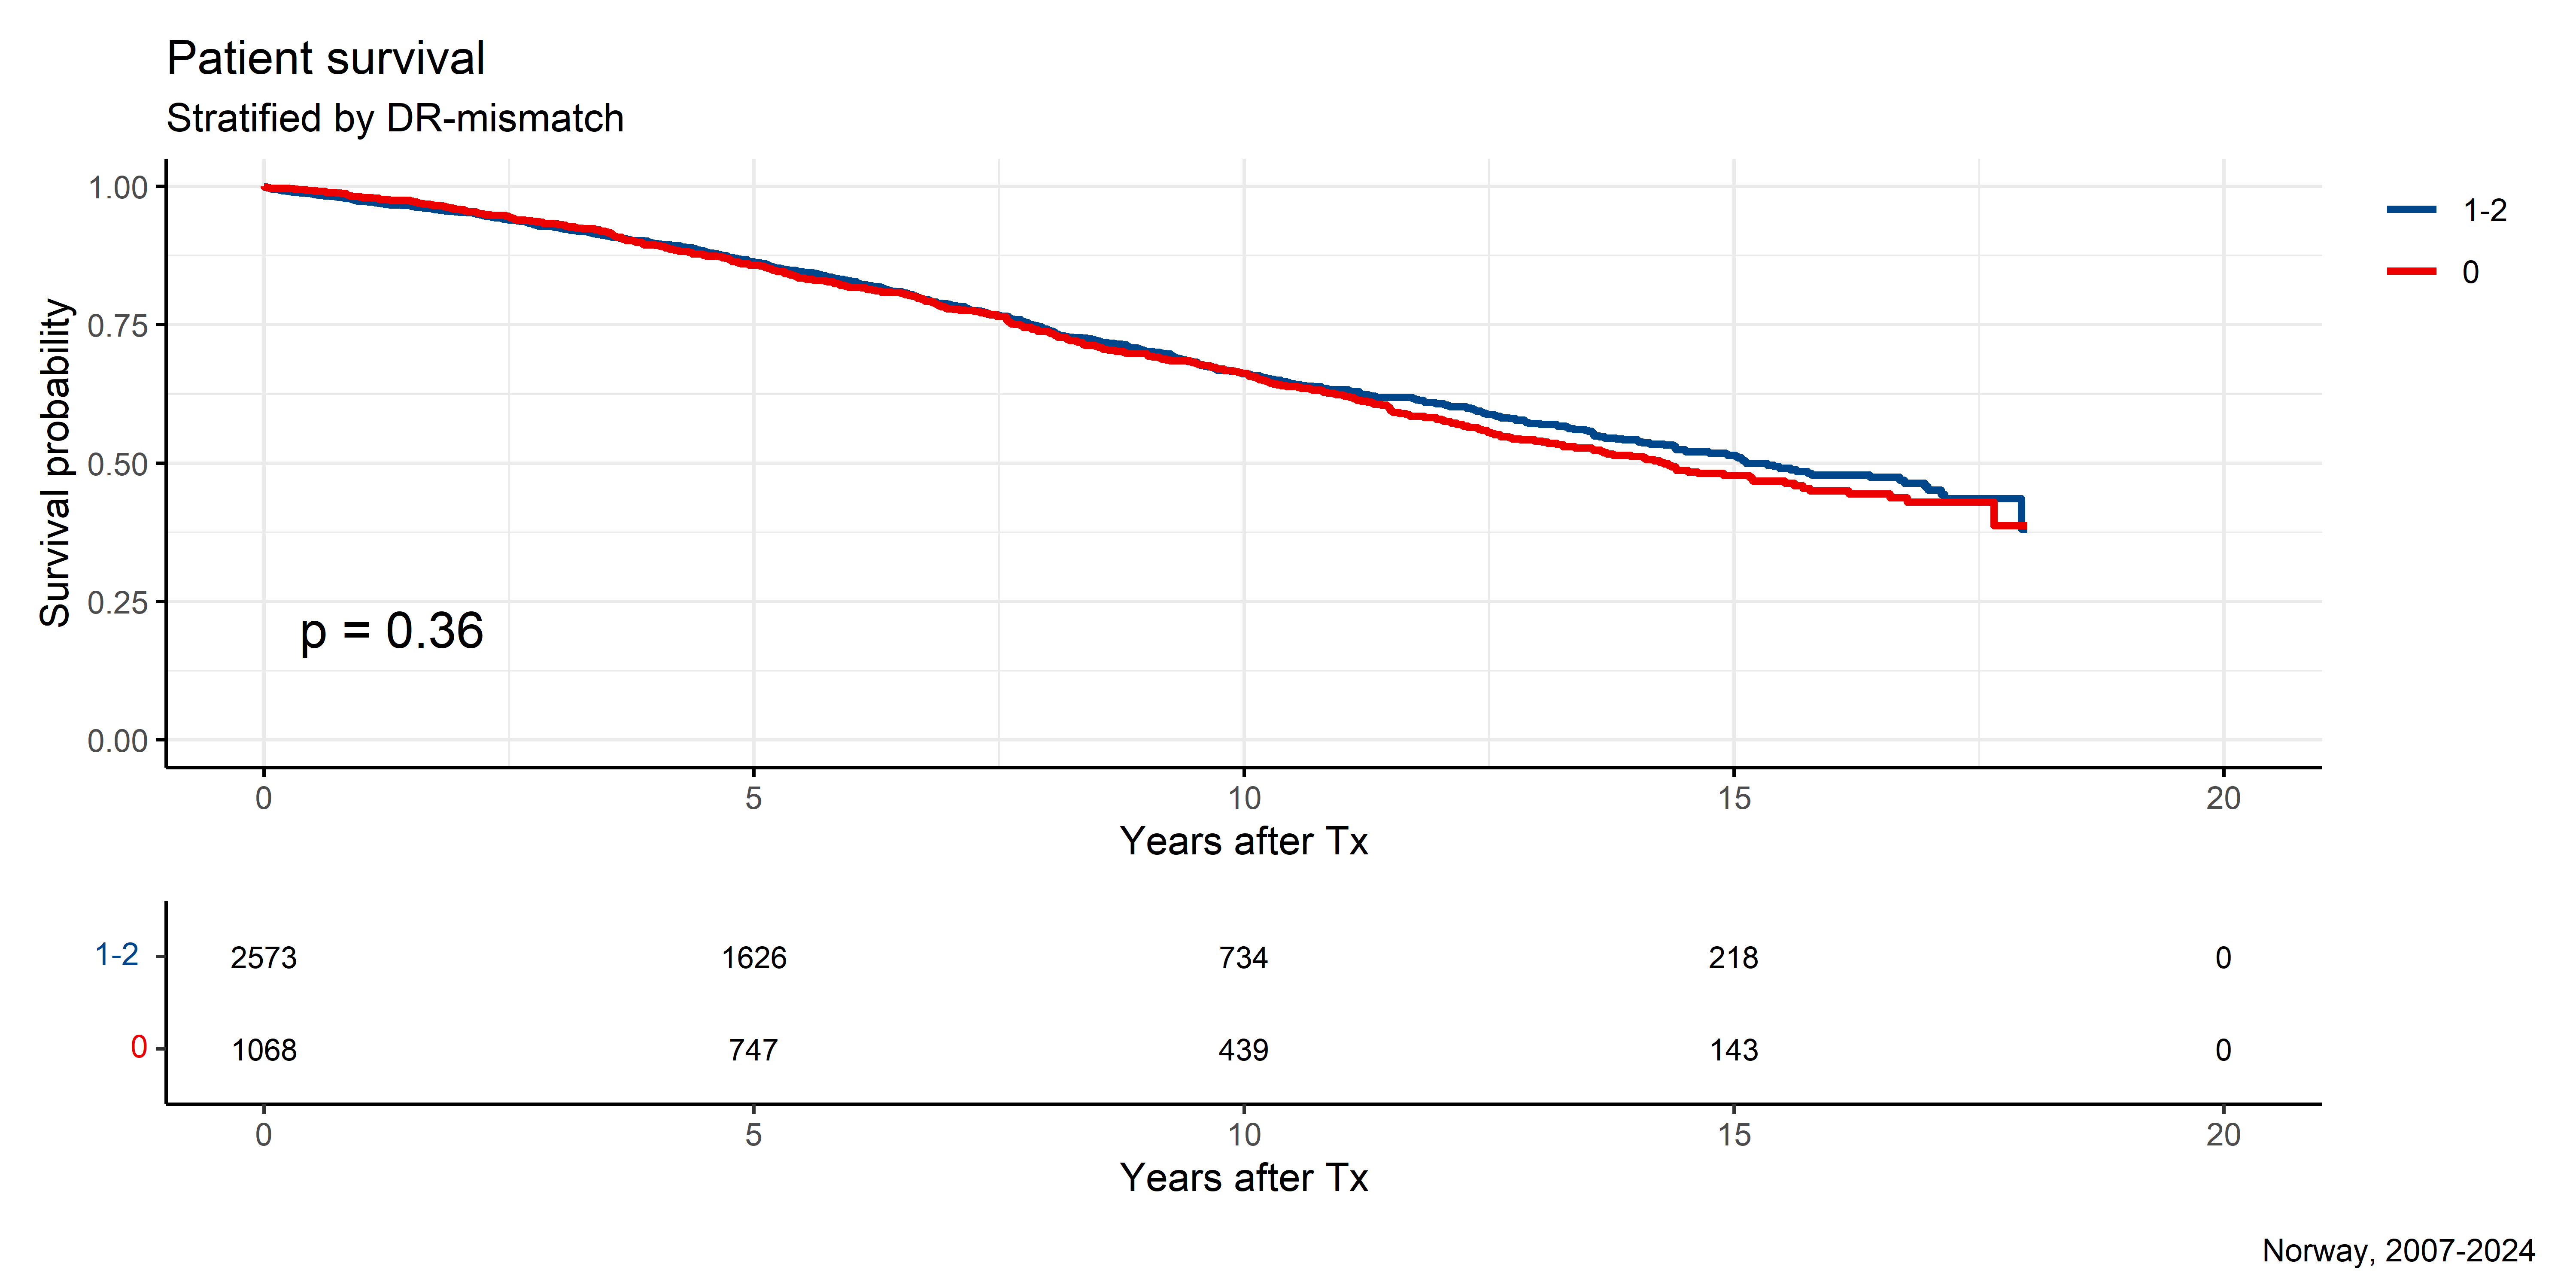 Patient survival
Stratified by DR-mismatch
1.00
0.75
0.50
0.25
0.00
Survival probability
p = 0.36
1-2
0
0 5 10 15 20
Years after Tx
1-2 2573 1626 734 218 0
0 1068 747 439 143 0
0 5 10 15 20
Years after Tx
Norway, 2007-2024